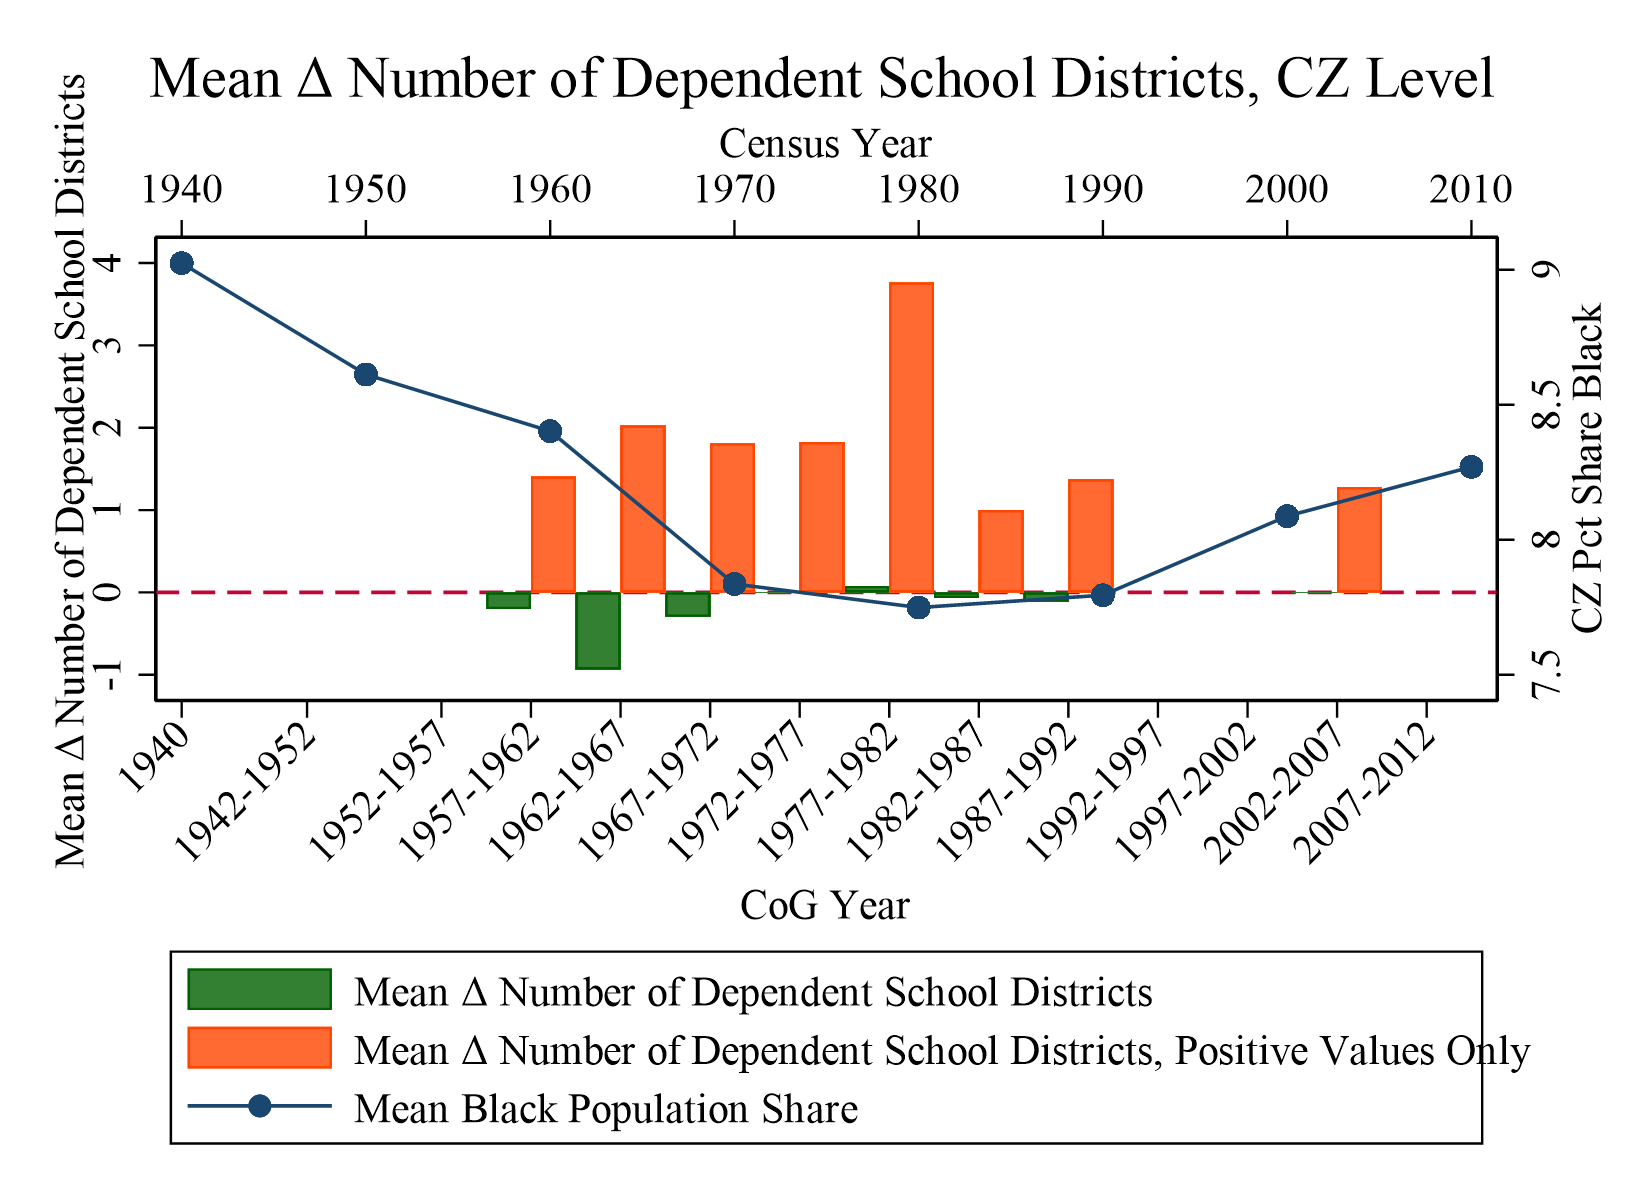 Mean Δ Number of Dependent School Districts, CZ Level
Census Year
1940 1950 1960 1970 1980 1990 2000 2010
Mean Δ Number of Dependent School Districts
4
3
2
1
0
-1
9
8.5
8
7.5
CZ Pct Share Black
1940 1942-1952 1952-1957 1957-1962 1962-1967 1967-1972 1972-1977 1977-1982 1982-1987 1987-1992 1992-1997 1997-2002 2002-2007 2007-2012
CoG Year
Mean Δ Number of Dependent School Districts
Mean Δ Number of Dependent School Districts, Positive Values Only
Mean Black Population Share